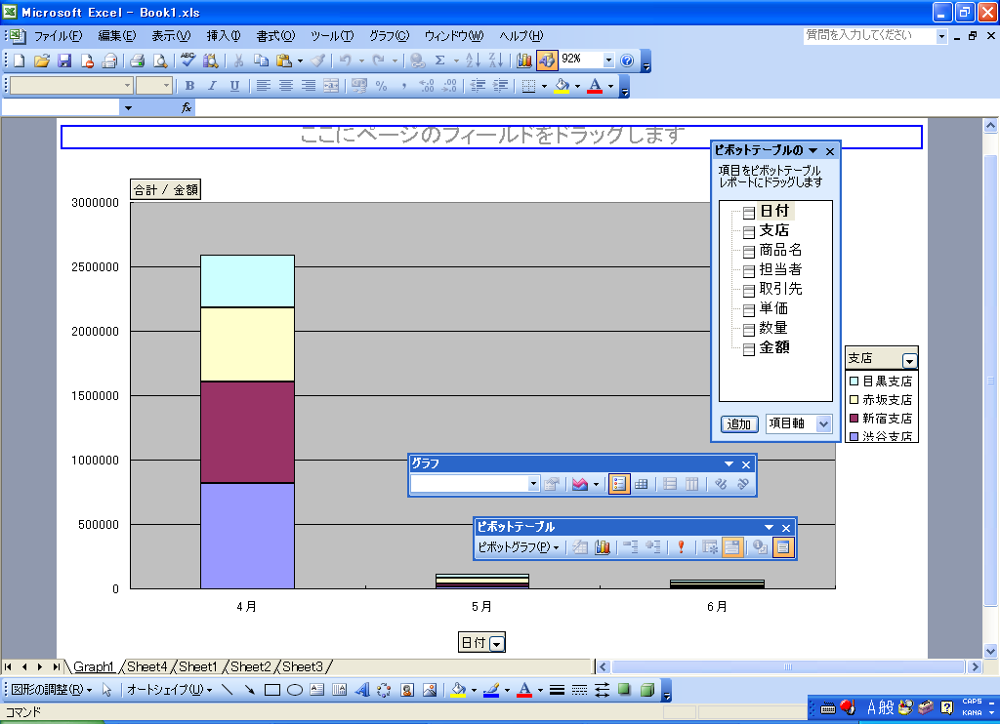 Microsoft Excel - Book1.xls
ファイル(F) 編集(E) 表示(V) 挿入(I) 書式(O) ツール(T) グラフ(C) ウィンドウ(W) ヘルプ(H)
質問を入力してください
92%
B I U
fx
ここにページのフィールドをドラッグします
合計 / 金額
3000000
2500000
2000000
1500000
1000000
500000
0
4月 5月 6月
日付
ピボットテーブルの
項目をピボットテーブル
レポートにドラッグします
日付
支店
商品名
担当者
取引先
単価
数量
金額
追加 項目軸
支店
目黒支店
赤坂支店
新宿支店
渋谷支店
グラフ
ピボットテーブル
ピボットグラフ(P)
Graph1 Sheet4 Sheet1 Sheet2 Sheet3
図形の調整(R) オートシェイプ(U)
コマンド
A 般
CAPS
KANA